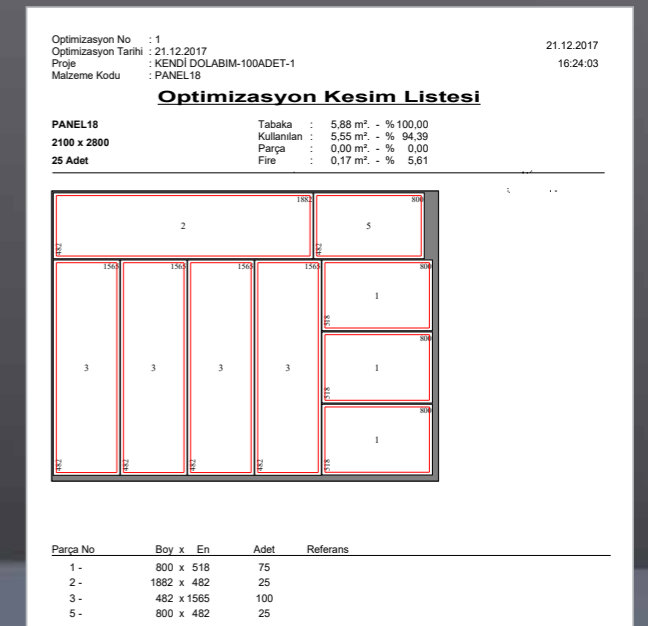 Optimizasyon No : 1
Optimizasyon Tarihi : 21.12.2017
Proje : KENDİ DOLABIM-100ADET-1
Malzeme Kodu : PANEL18
21.12.2017
16:24:03
Optimizasyon Kesim Listesi
PANEL18
2100 x 2800
25 Adet
Tabaka : 5,88 m². - % 100,00
Kullanılan : 5,55 m². - % 94,39
Parça : 0,00 m². - % 0,00
Fire : 0,17 m². - % 5,61
1882 800
2 5
482 482
1565 1565 1565 1565 800
1
518
800
3 3 3 3 1
518
800
1
482 482 482 482 518
Parça No Boy x En Adet Referans
1 - 800 x 518 75
2 - 1882 x 482 25
3 - 482 x 1565 100
5 - 800 x 482 25